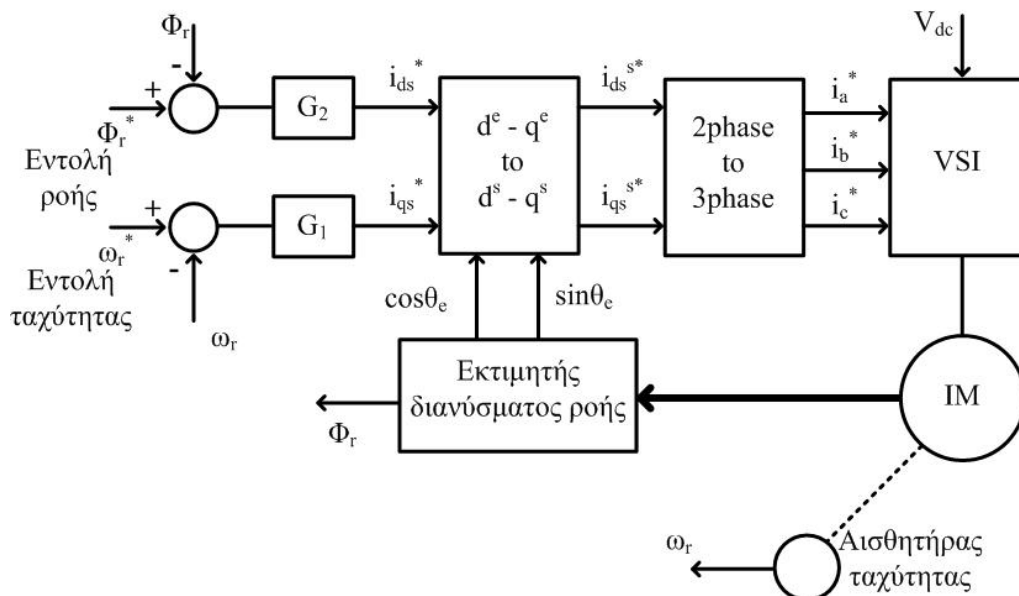 Φr
-
+
Φr*
Εντολή
ροής
G2
ids*
de - qe
to
ds - qs
idss*
2phase
to
3phase
ia*
ib*
ic*
Vdc
VSI
+
ωr*
-
Εντολή
ταχύτητας
ωr
G1
iqs*
iqss*
cosθe
sinθe
Εκτιμητής
διανύσματος ροής
Φr
IM
ωr
Αισθητήρας
ταχύτητας